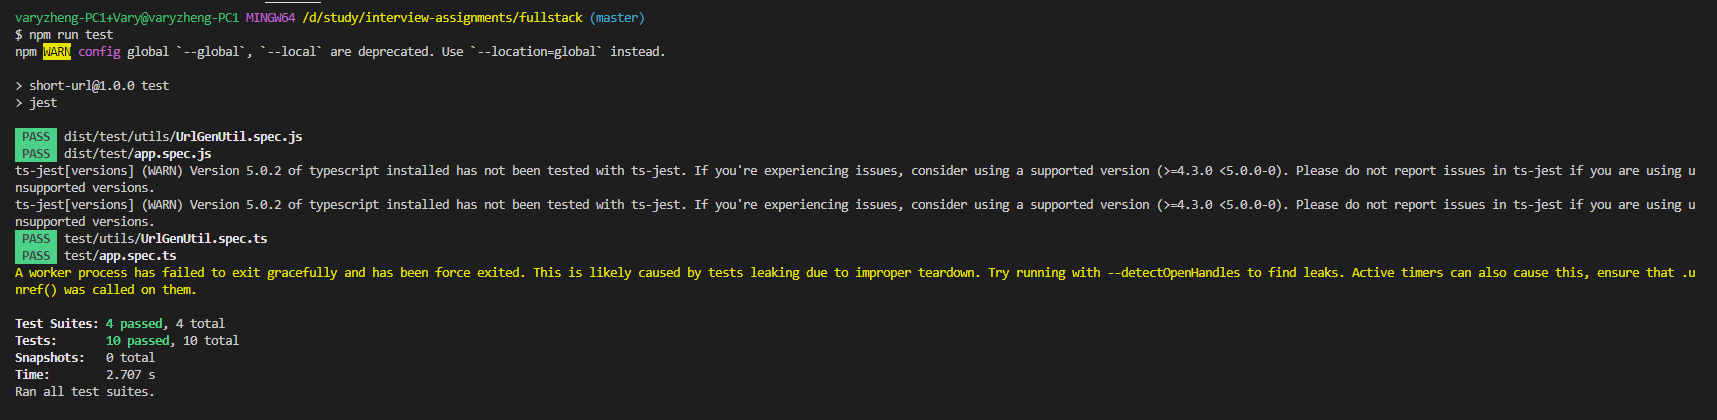 varyzheng-PC1+Vary@varyzheng-PC1 MINGW64 /d/study/interview-assignments/fullstack (master)
$ npm run test
npm WARN config global `--global`, `--local` are deprecated. Use `--location=global` instead.
> short-url@1.0.0 test
> jest
PASS dist/test/utils/UrlGenUtil.spec.js
PASS dist/test/app.spec.js
ts-jest[versions] (WARN) Version 5.0.2 of typescript installed has not been tested with ts-jest. If you're experiencing issues, consider using a supported version (>=4.3.0 <5.0.0-0). Please do not report issues in ts-jest if you are using u
nsupported versions.
ts-jest[versions] (WARN) Version 5.0.2 of typescript installed has not been tested with ts-jest. If you're experiencing issues, consider using a supported version (>=4.3.0 <5.0.0-0). Please do not report issues in ts-jest if you are using u
nsupported versions.
PASS test/utils/UrlGenUtil.spec.ts
PASS test/app.spec.ts
A worker process has failed to exit gracefully and has been force exited. This is likely caused by tests leaking due to improper teardown. Try running with --detectOpenHandles to find leaks. Active timers can also cause this, ensure that .u
nref() was called on them.
Test Suites: 4 passed, 4 total
Tests: 10 passed, 10 total
Snapshots: 0 total
Time: 2.707 s
Ran all test suites.